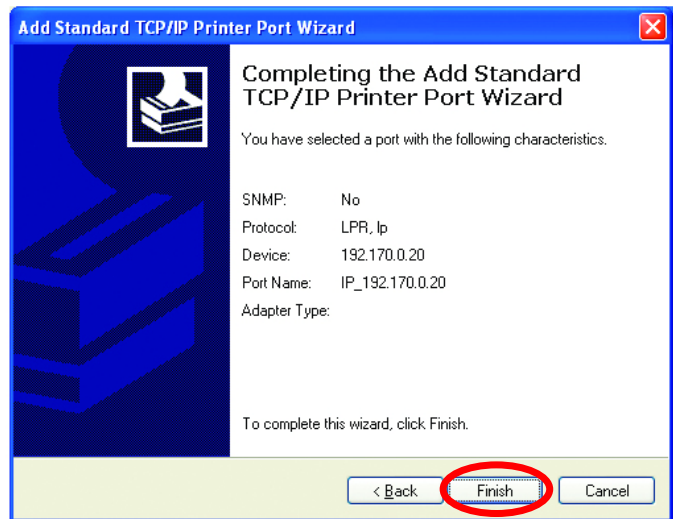 Add Standard TCP/IP Printer Port Wizard
Completing the Add Standard
TCP/IP Printer Port Wizard
You have selected a port with the following characteristics.
SNMP: No
Protocol: LPR, lp
Device: 192.170.0.20
Port Name: IP_192.170.0.20
Adapter Type:
To complete this wizard, click Finish.
< Back Finish Cancel